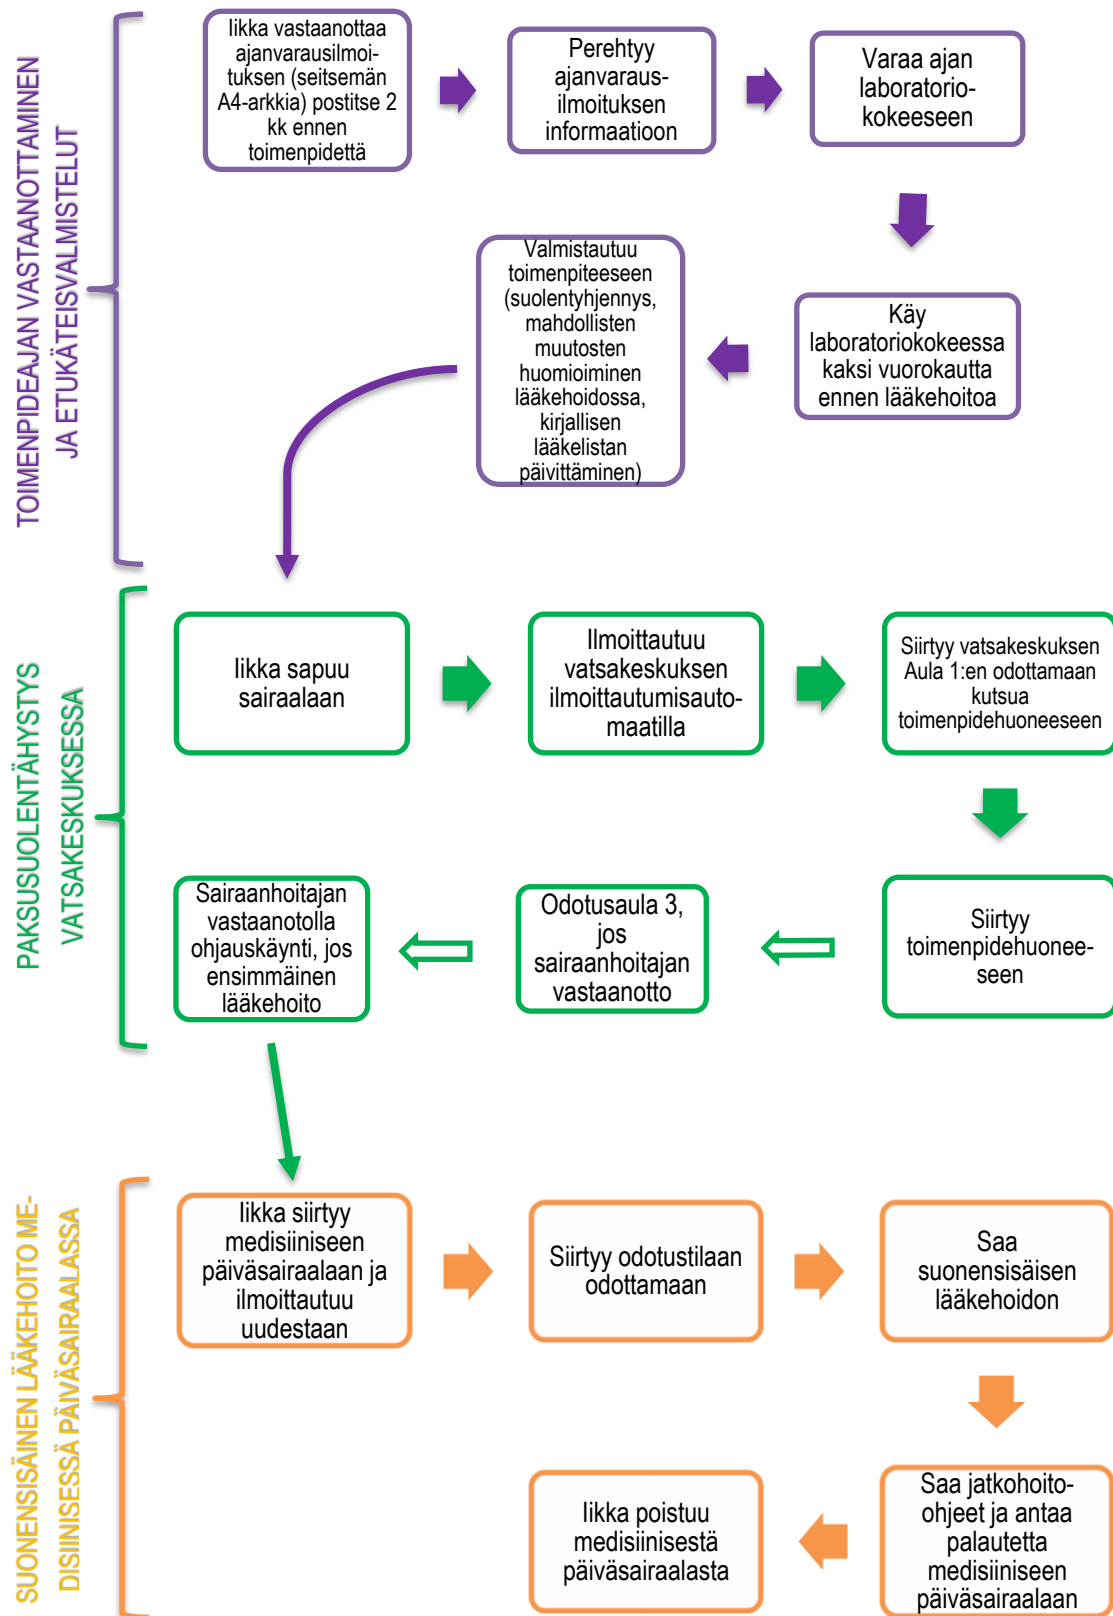 TOIMENPIDEAJAN VASTAANOTTAMINEN
JA ETUKÄTEISVALMISTELUT
Iikka vastaanottaa
ajanvarausilmoi-
tuksen (seitsemän
A4-arkkia) postitse 2
kk ennen
toimenpidettä
Perehtyy
ajanvaraus-
ilmoituksen
informaatioon
Varaa ajan
laboratorio-
kokeeseen
Käy
laboratoriokokeessa
kaksi vuorokautta
ennen lääkehoitoa
Valmistautuu
toimenpiteeseen
(suolentyhjennys,
mahdollisten
muutosten
huomioiminen
lääkehoidossa,
kirjallisen
lääkelistan
päivittäminen)
PAKSUSUOLENTÄHYSTYS
VATSAKESKUKSESSA
Iikka sapuu
sairaalaan
Ilmoittautuu
vatsakeskuksen
ilmoittautumisauto-
maatilla
Siirtyy vatsakeskuksen
Aula 1:en odottamaan
kutsua
toimenpidehuoneeseen
Siirtyy
toimenpidehuonee-
seen
Odotusaula 3,
jos
sairaanhoitajan
vastaanotto
Sairaanhoitajan
vastaanotolla
ohjauskäynti, jos
ensimmäinen
lääkehoito
SUONENSISÄINEN LÄÄKEHOITO ME-
DISIINISESSÄ PÄIVÄSAIRAALASSA
Iikka siirtyy
medisiiniseen
päiväsairaalaan ja
ilmoittautuu
uudestaan
Siirtyy odotustilaan
odottamaan
Saa
suonensisäisen
lääkehoidon
Saa jatkohoito-
ohjeet ja antaa
palautetta
medisiiniseen
päiväsairaalaan
Iikka poistuu
medisiinisestä
päiväsairaalasta